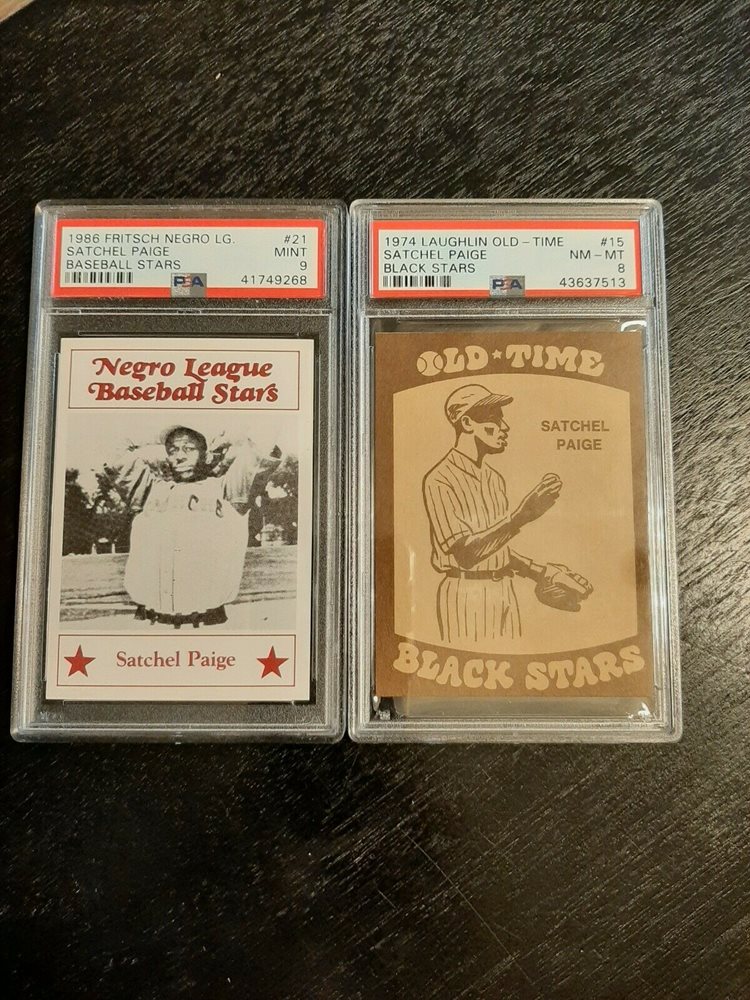 1986 FRITSCH NEGRO LG. #21
SATCHEL PAIGE MINT
BASEBALL STARS 9
PSA 41749268
Negro League
Baseball Stars
C B
Satchel Paige
1974 LAUGHLIN OLD-TIME #15
SATCHEL PAIGE NM-MT
BLACK STARS 8
PSA 43637513
OLD TIME
SATCHEL
PAIGE
BLACK STARS